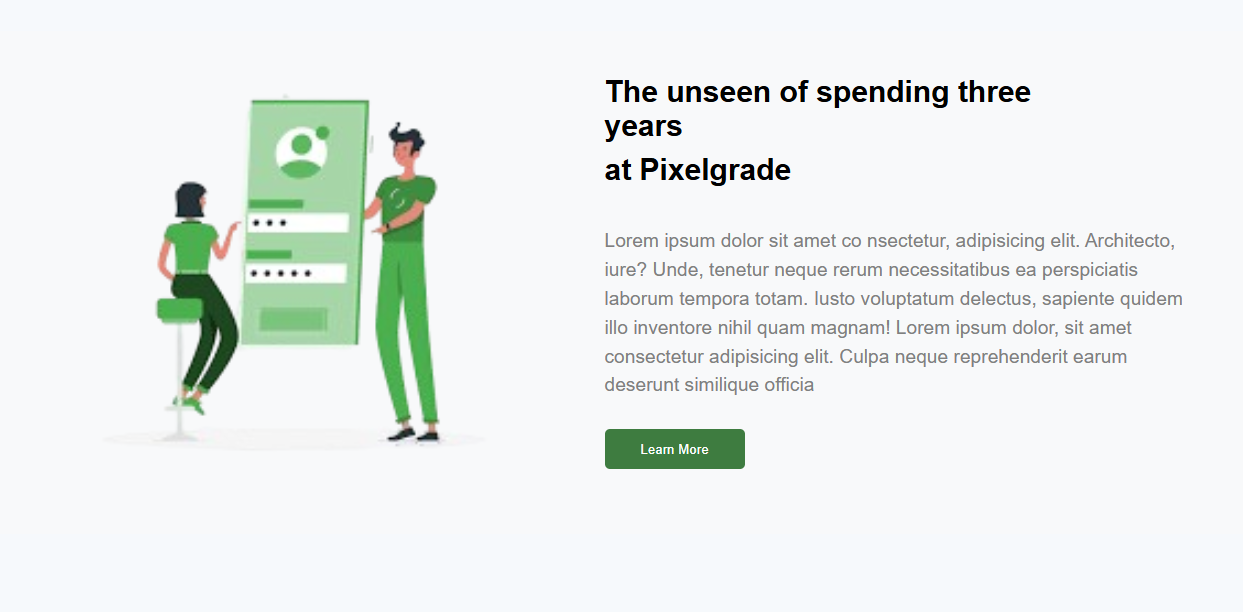 The unseen of spending three
years
at Pixelgrade
Lorem ipsum dolor sit amet co nsectetur, adipisicing elit. Architecto,
iure? Unde, tenetur neque rerum necessitatibus ea perspiciatis
laborum tempora totam. Iusto voluptatum delectus, sapiente quidem
illo inventore nihil quam magnam! Lorem ipsum dolor, sit amet
consectetur adipisicing elit. Culpa neque reprehenderit earum
deserunt similique officia
Learn More